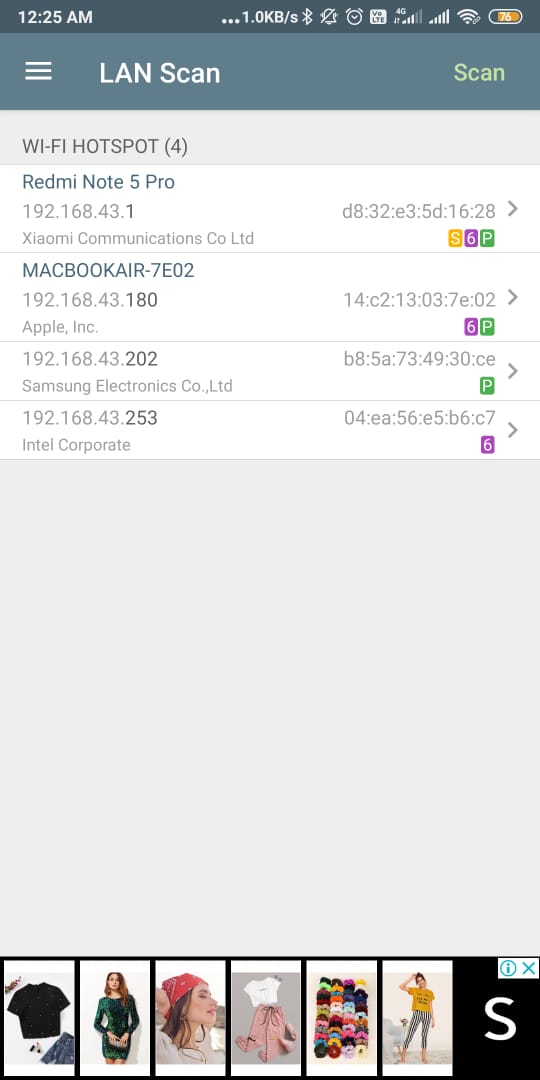 12:25 AM ...1.0KB/s Vo LTE 4G 76
LAN Scan Scan
WI-FI HOTSPOT (4)
Redmi Note 5 Pro
192.168.43.1 d8:32:e3:5d:16:28
Xiaomi Communications Co Ltd S 6 P
MACBOOKAIR-7E02
192.168.43.180 14:c2:13:03:7e:02
Apple, Inc. 6 P
192.168.43.202 b8:5a:73:49:30:ce
Samsung Electronics Co.,Ltd P
192.168.43.253 04:ea:56:e5:b6:c7
Intel Corporate 6
S